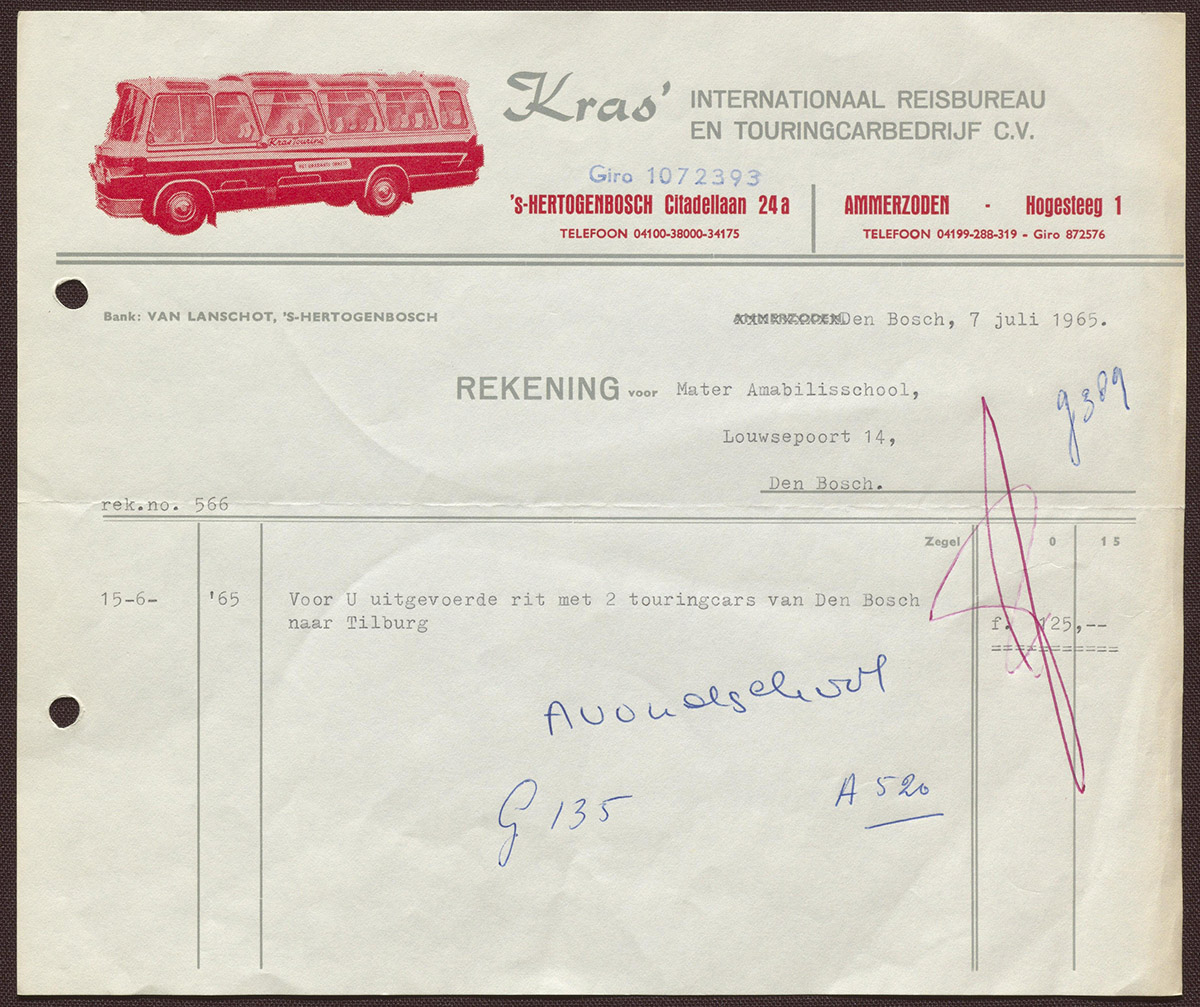 Kras' INTERNATIONAAL REISBUREAU
EN TOURINGCARBEDRIJF C.V.
Kras Touring
Giro 1072393
's-HERTOGENBOSCH Citadellaan 24a
TELEFOON 04100-38000-34175
AMMERZODEN - Hogesteeg 1
TELEFOON 04199-288-319 - Giro 872576
Bank: VAN LANSCHOT, 'S-HERTOGENBOSCH
AMMERZODEN Den Bosch, 7 juli 1965.
REKENING voor Mater Amabilisschool,
Louwsepoort 14,
Den Bosch.
g389
rek.no. 566
Zegel 0 15
15-6- '65 Voor U uitgevoerde rit met 2 touringcars van Den Bosch
naar Tilburg f. 125,--
Avondschool
G 135 A 520